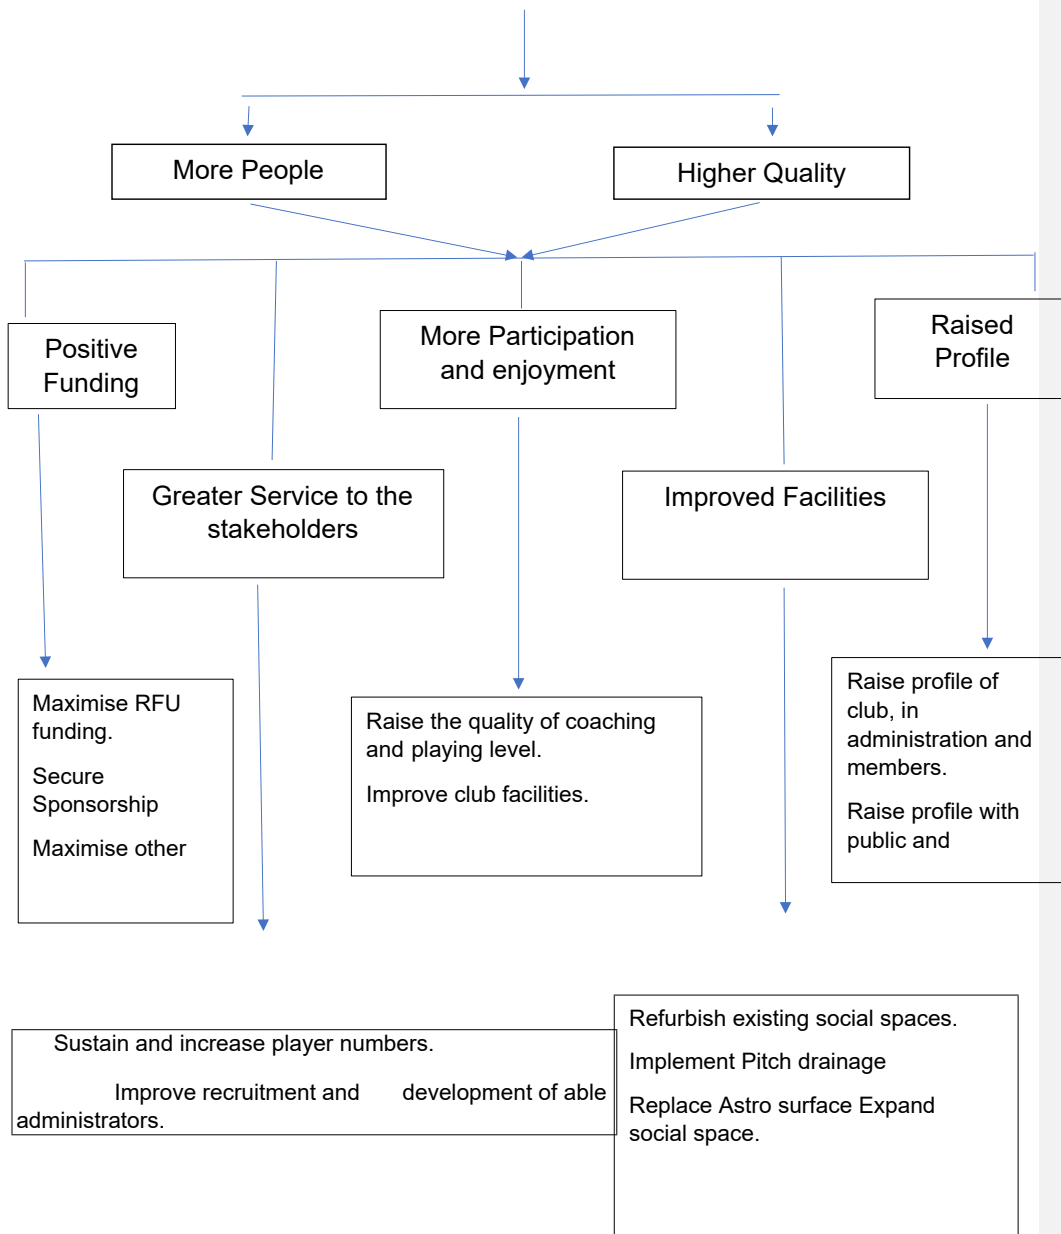 More People
Higher Quality
Positive
Funding
More Participation
and enjoyment
Raised
Profile
Greater Service to the
stakeholders
Improved Facilities
Maximise RFU
funding.
Secure
Sponsorship
Maximise other
Raise the quality of coaching
and playing level.
Improve club facilities.
Raise profile of
club, in
administration and
members.
Raise profile with
public and
Sustain and increase player numbers.
Improve recruitment and development of able
administrators.
Refurbish existing social spaces.
Implement Pitch drainage
Replace Astro surface Expand
social space.